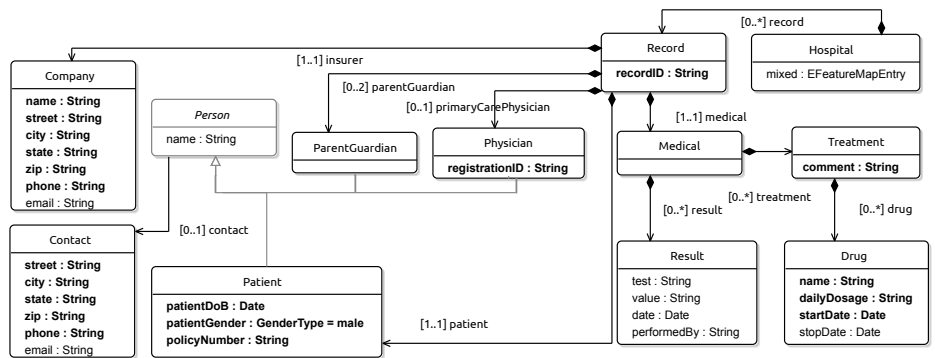 [0..*] record
Record
recordID : String
Hospital
mixed : EFeatureMapEntry
[1..1] insurer
[0..2] parentGuardian
[0..1] primaryCarePhysician
[1..1] medical
Company
name : String
street : String
city : String
state : String
zip : String
phone : String
email : String
Person
name : String
ParentGuardian
Physician
registrationID : String
Medical
Treatment
comment : String
[0..*] treatment
[0..*] result
[0..*] drug
[0..1] contact
Contact
street : String
city : String
state : String
zip : String
phone : String
email : String
Patient
patientDoB : Date
patientGender : GenderType = male
policyNumber : String
[1..1] patient
Result
test : String
value : String
date : Date
performedBy : String
Drug
name : String
dailyDosage : String
startDate : Date
stopDate : Date